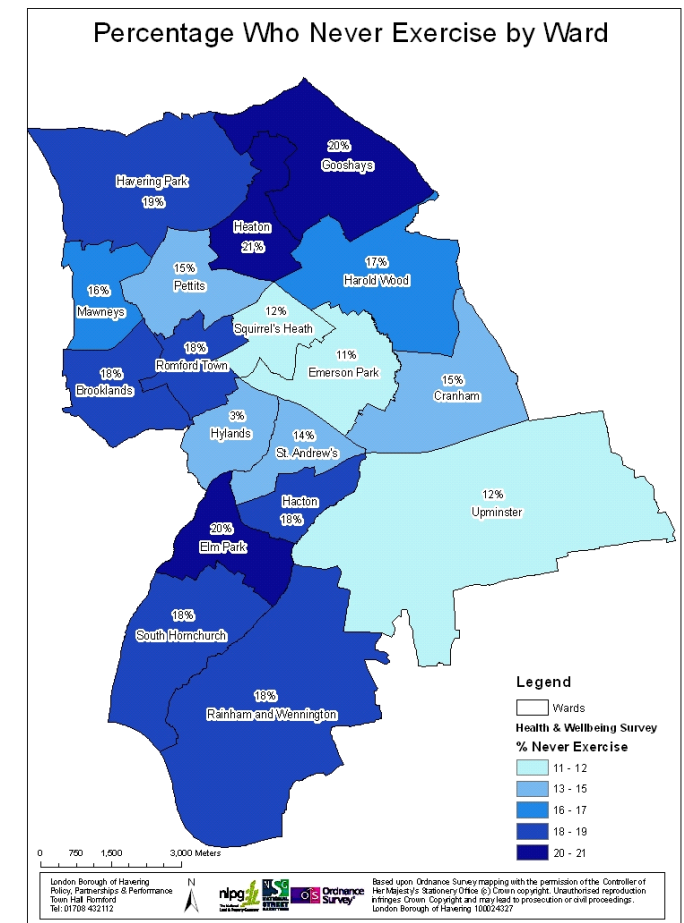 Percentage Who Never Exercise by Ward
20%
Gooshays
Havering Park
19%
Heaton
21%
17%
Harold Wood
15%
Pettits
16%
Mawneys
12%
Squirrel's Heath
18%
Romford Town
11%
Emerson Park
18%
Brooklands
15%
Cranham
3%
Hylands
14%
St. Andrew's
12%
Upminster
Hacton
18%
20%
Elm Park
18%
South Hornchurch
18%
Rainham and Wennington
Legend
Wards
Health & Wellbeing Survey
% Never Exercise
11 - 12
13 - 15
16 - 17
18 - 19
20 - 21
0 750 1,500 3,000 Meters
London Borough of Havering
Policy, Partnerships & Performance
Town Hall Romford
Tel: 01708 432112
N
nlpg
NSG
NATIONAL
STREET
OS Ordnance
Survey
Based upon Ordnance Survey mapping with the permission of the Controller of
Her Majesty's Stationery Office (c) Crown copyright. Unauthorised reproduction
infringes Crown Copyright and may lead to prosecution or civil proceedings.
London Borough of Havering 100024327